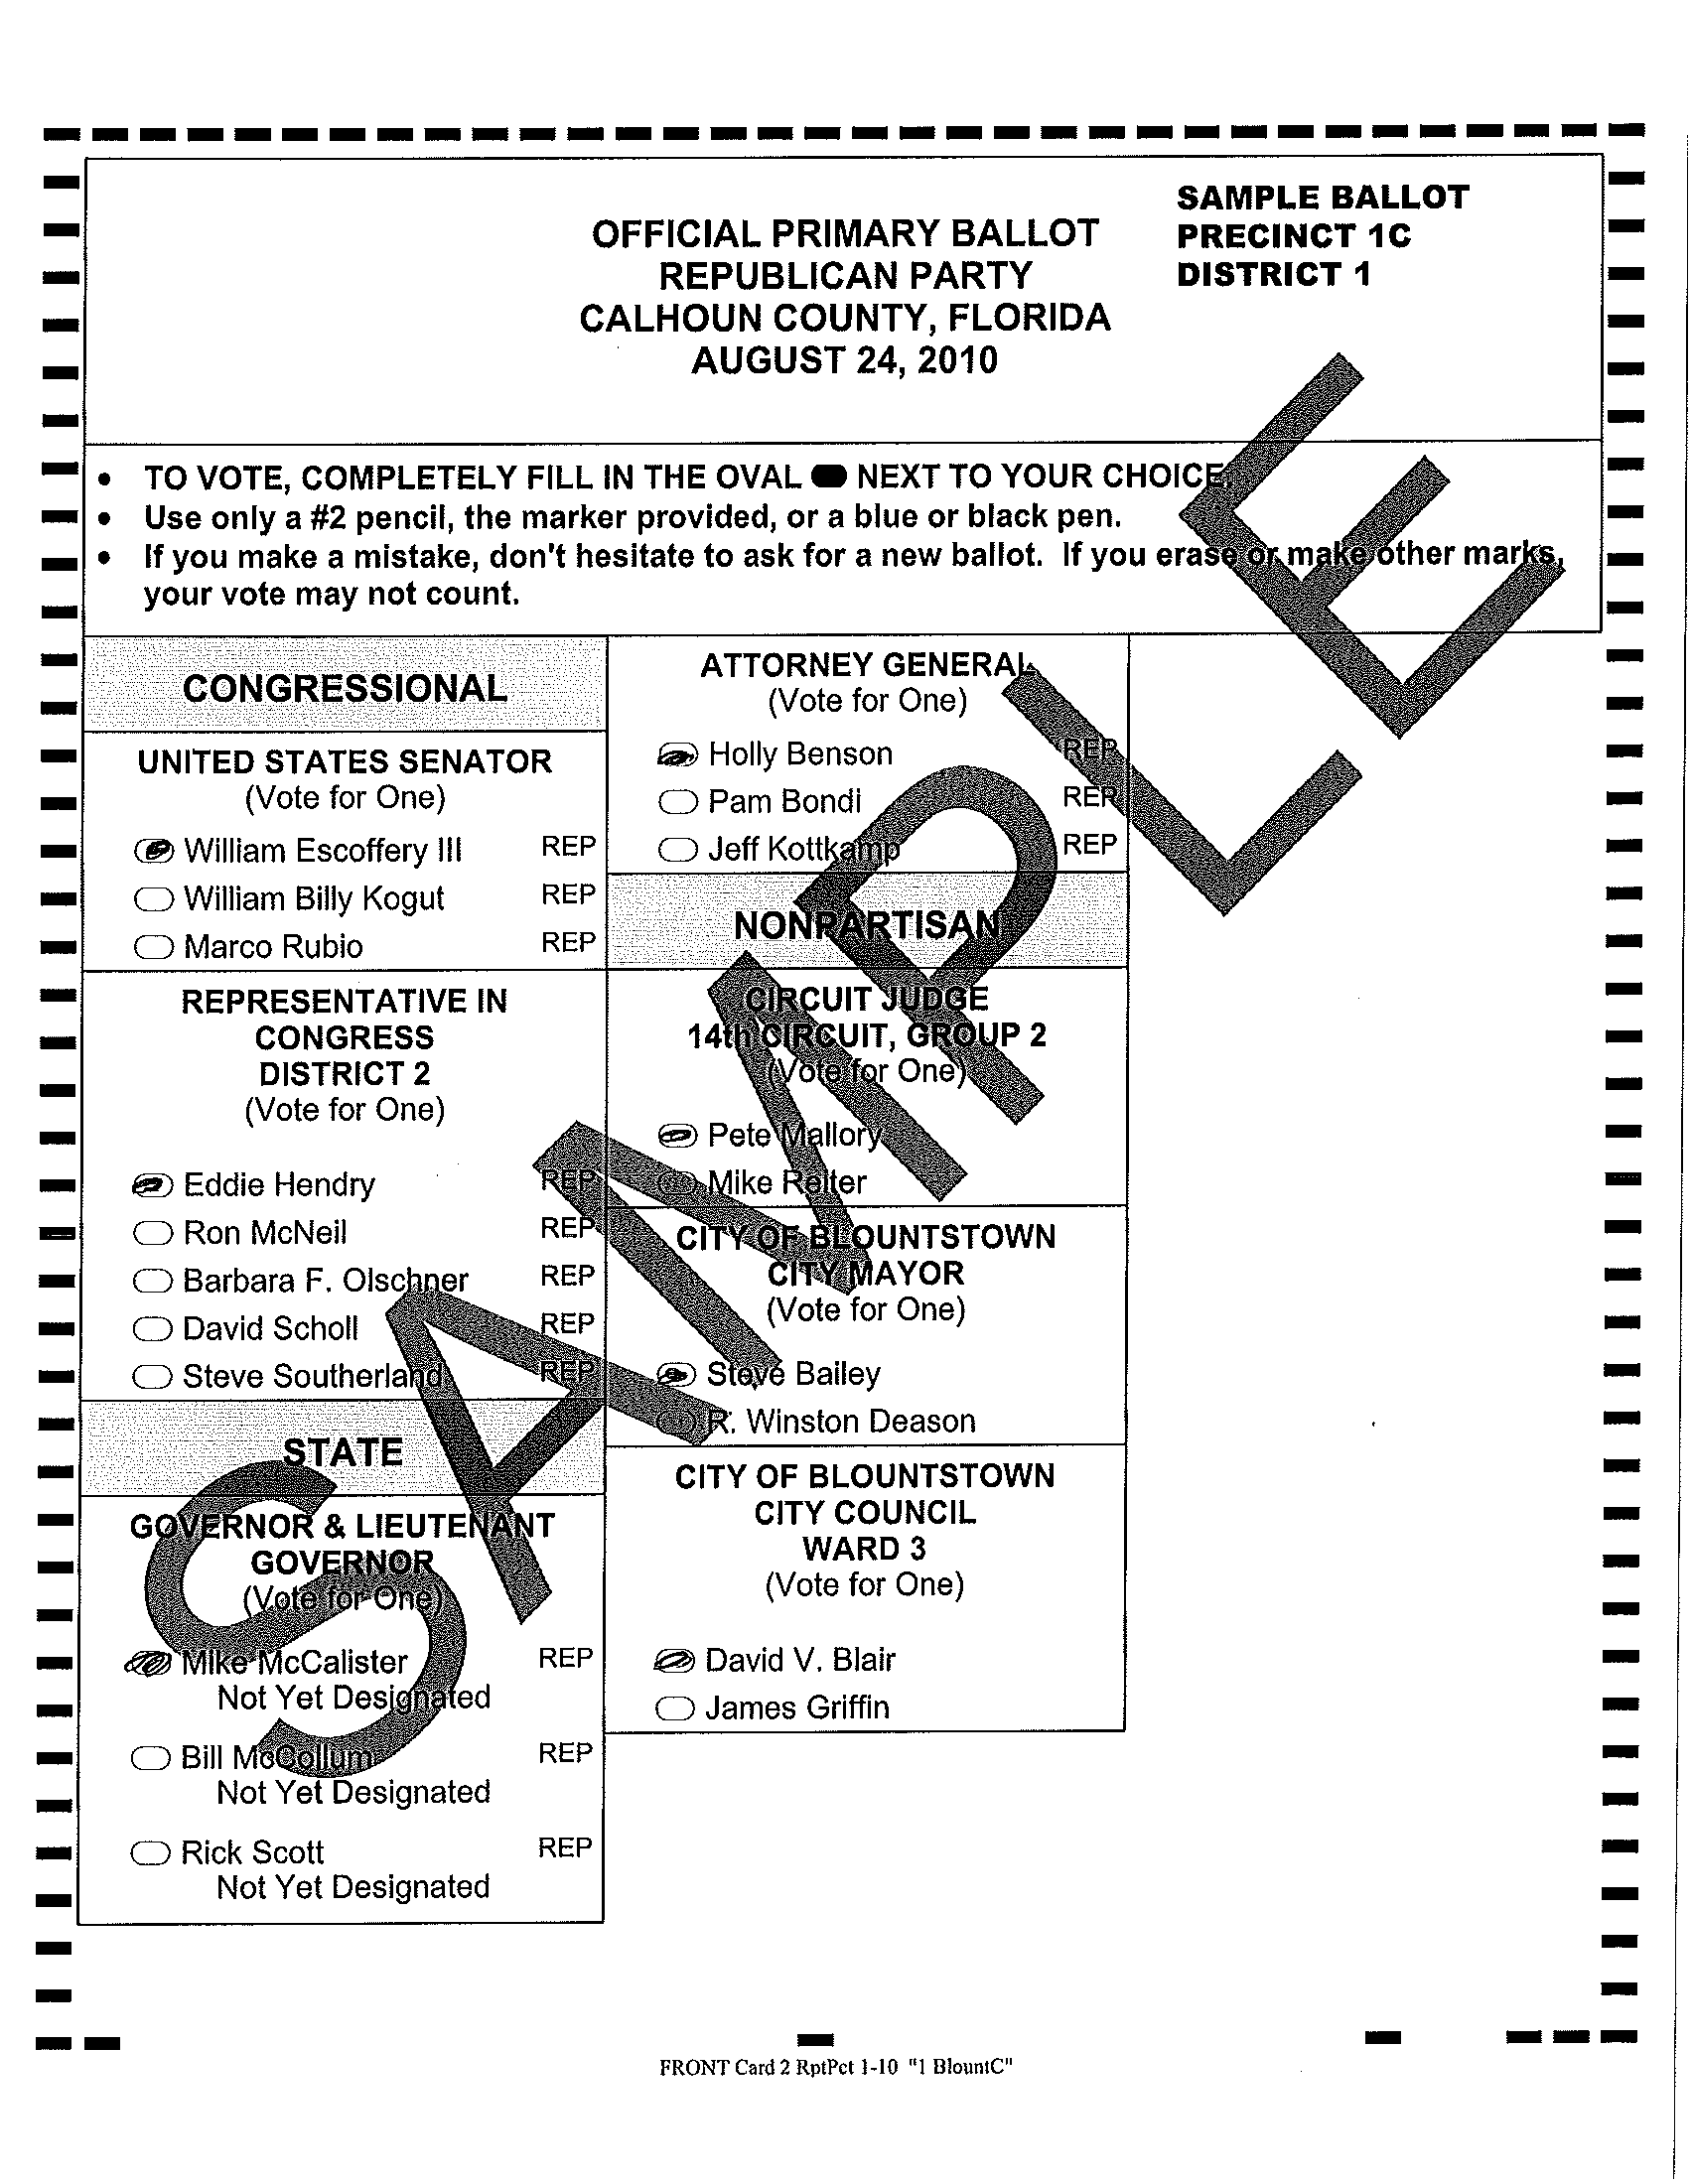 SAMPLE BALLOT
PRECINCT 1C
DISTRICT 1
OFFICIAL PRIMARY BALLOT
REPUBLICAN PARTY
CALHOUN COUNTY, FLORIDA
AUGUST 24, 2010
• TO VOTE, COMPLETELY FILL IN THE OVAL NEXT TO YOUR CHOICE.
• Use only a #2 pencil, the marker provided, or a blue or black pen.
• If you make a mistake, don't hesitate to ask for a new ballot. If you erase or make other marks,
your vote may not count.
CONGRESSIONAL
UNITED STATES SENATOR
(Vote for One)
William Escoffery III REP
William Billy Kogut REP
Marco Rubio REP
REPRESENTATIVE IN
CONGRESS
DISTRICT 2
(Vote for One)
Eddie Hendry REP
Ron McNeil REP
Barbara F. Olschner REP
David Scholl REP
Steve Southerland REP
STATE
GOVERNOR & LIEUTENANT
GOVERNOR
(Vote for One)
Mike McCalister REP
Not Yet Designated
Bill McCollum REP
Not Yet Designated
Rick Scott REP
Not Yet Designated
ATTORNEY GENERAL
(Vote for One)
Holly Benson REP
Pam Bondi REP
Jeff Kottkamp REP
NONPARTISAN
CIRCUIT JUDGE
14th CIRCUIT, GROUP 2
(Vote for One)
Pete Mallory
Mike Reiter
CITY OF BLOUNTSTOWN
CITY MAYOR
(Vote for One)
Steve Bailey
R. Winston Deason
CITY OF BLOUNTSTOWN
CITY COUNCIL
WARD 3
(Vote for One)
David V. Blair
James Griffin
SAMPLE
FRONT Card 2 RptPct 1-10 "1 BlountC"